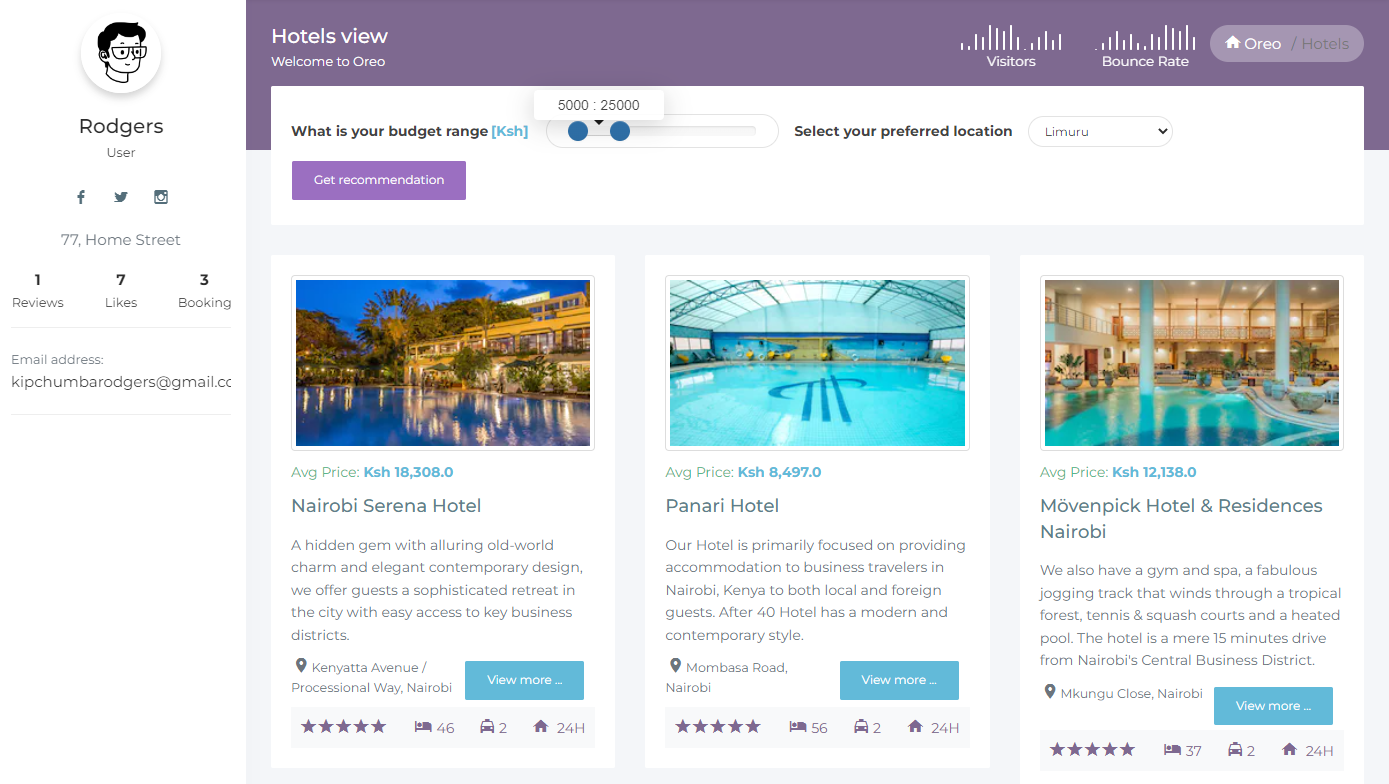 Rodgers
User
77, Home Street
1 7 3
Reviews Likes Booking
Email address:
kipchumbarodgers@gmail.cc
Hotels view
Welcome to Oreo
Visitors
Bounce Rate
Oreo / Hotels
5000 : 25000
What is your budget range [Ksh]
Select your preferred location
Limuru
Get recommendation
Avg Price: Ksh 18,308.0
Nairobi Serena Hotel
A hidden gem with alluring old-world
charm and elegant contemporary design,
we offer guests a sophisticated retreat in
the city with easy access to key business
districts.
Kenyatta Avenue /
Processional Way, Nairobi
View more ...
46 2 24H
Avg Price: Ksh 8,497.0
Panari Hotel
Our Hotel is primarily focused on providing
accommodation to business travelers in
Nairobi, Kenya to both local and foreign
guests. After 40 Hotel has a modern and
contemporary style.
Mombasa Road,
Nairobi
View more ...
56 2 24H
Avg Price: Ksh 12,138.0
Mövenpick Hotel & Residences
Nairobi
We also have a gym and spa, a fabulous
jogging track that winds through a tropical
forest, tennis & squash courts and a heated
pool. The hotel is a mere 15 minutes drive
from Nairobi's Central Business District.
Mkungu Close, Nairobi
View more ...
37 2 24H